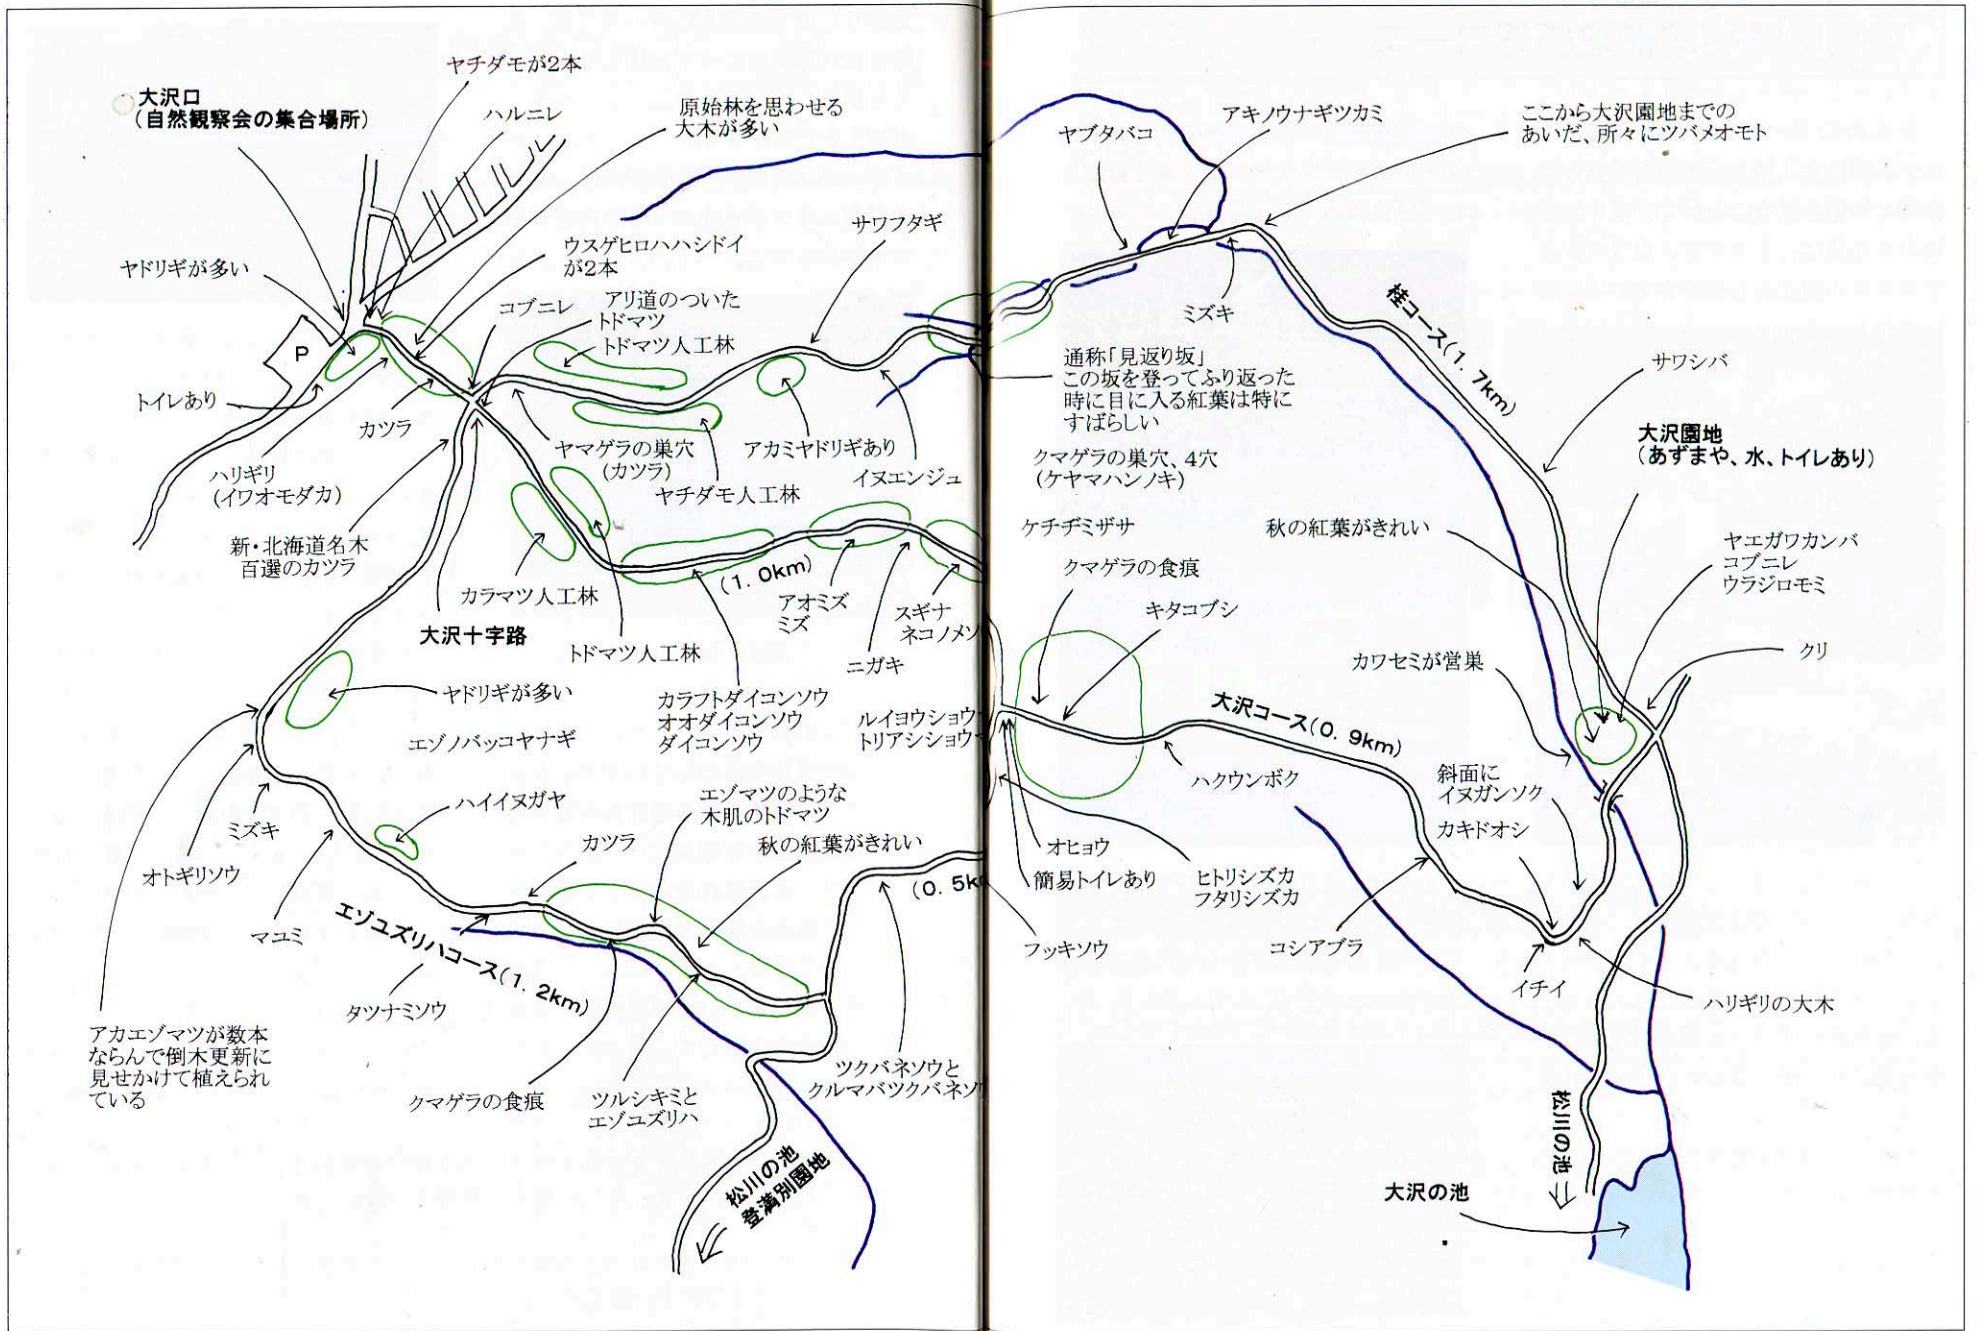 ヤチダモが2本
大沢口
(自然観察会の集合場所)
ハルニレ
原始林を思わせる
大木が多い
サワフタギ
ウスゲヒロハハシドイ
が2本
ヤドリギが多い
コブニレ
アリ道のついた
トドマツ
トドマツ人工林
P
トイレあり
カツラ
ハリギリ
(イワオモダカ)
ヤマゲラの巣穴
(カツラ)
アカミヤドリギあり
イヌエンジュ
ヤチダモ人工林
新・北海道名木
百選のカツラ
カラマツ人工林
大沢十字路
トドマツ人工林
(1.0km)
アオミズ
ミズ
スギナ
ネコノメソ
ニガキ
ヤドリギが多い
カラフトダイコンソウ
オオダイコンソウ
ダイコンソウ
ルイヨウショウ
トリアシショウ
エゾノバッコヤナギ
ハイイヌガヤ
エゾマツのような
木肌のトドマツ
ミズキ
カツラ
秋の紅葉がきれい
オトギリソウ
マユミ
エゾユズリハコース(1.2km)
(0.5k
タツナミソウ
アカエゾマツが数本
ならんで倒木更新に
見せかけて植えられ
ている
クマゲラの食痕
ツルシキミと
エゾユズリハ
ツクバネソウと
クルマバツクバネソ
松川の池
登満別園地
ヤブタバコ
アキノウナギツカミ
ここから大沢園地までの
あいだ、所々にツバメオモト
ミズキ
桂コース(1.7km)
通称「見返り坂」
この坂を登ってふり返った
時に目に入る紅葉は特に
すばらしい
サワシバ
クマゲラの巣穴、4穴
(ケヤマハンノキ)
大沢園地
(あずまや、水、トイレあり)
ケチヂミザサ
秋の紅葉がきれい
ヤエガワカンバ
コブニレ
ウラジロモミ
クマゲラの食痕
キタコブシ
カワセミが営巣
クリ
大沢コース(0.9km)
ハクウンボク
斜面に
イヌガンソク
カキドオシ
オヒョウ
簡易トイレあり
ヒトリシズカ
フタリシズカ
フッキソウ
コシアブラ
イチイ
ハリギリの大木
松川の池
大沢の池